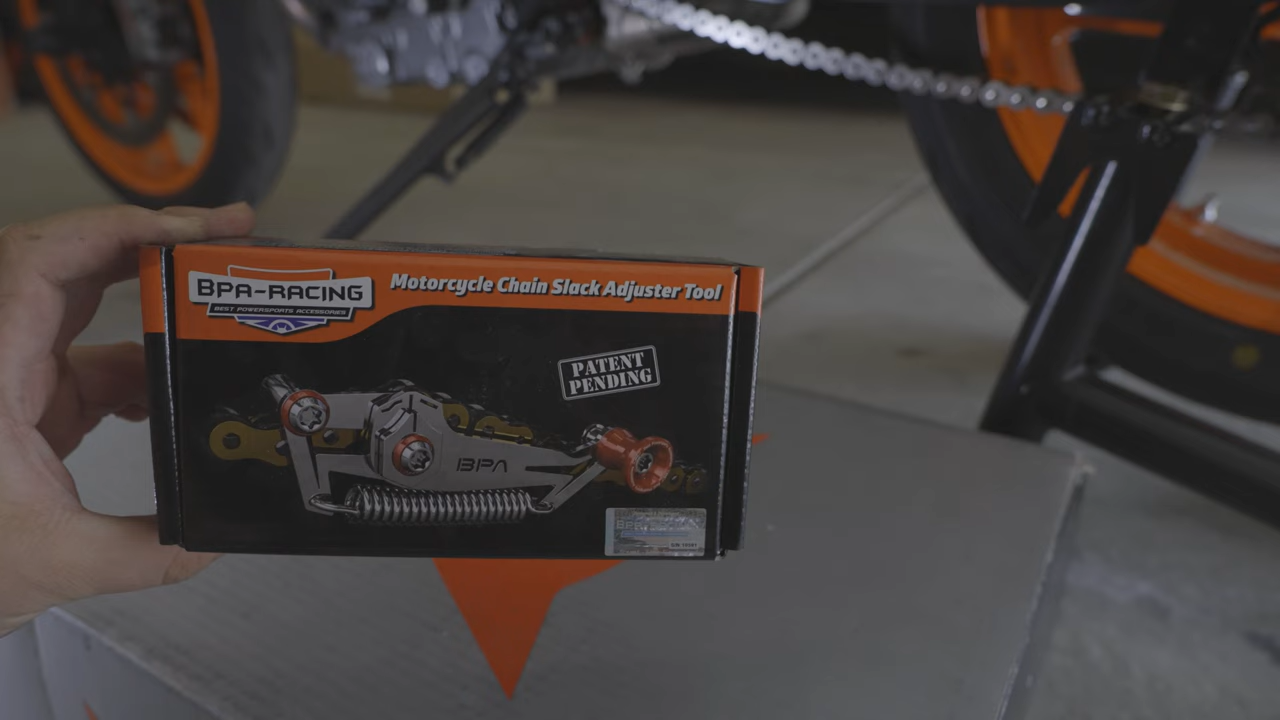 BPA-RACING
BEST POWERSPORTS ACCESSORIES
Motorcycle Chain Slack Adjuster Tool
PATENT
PENDING
BPA